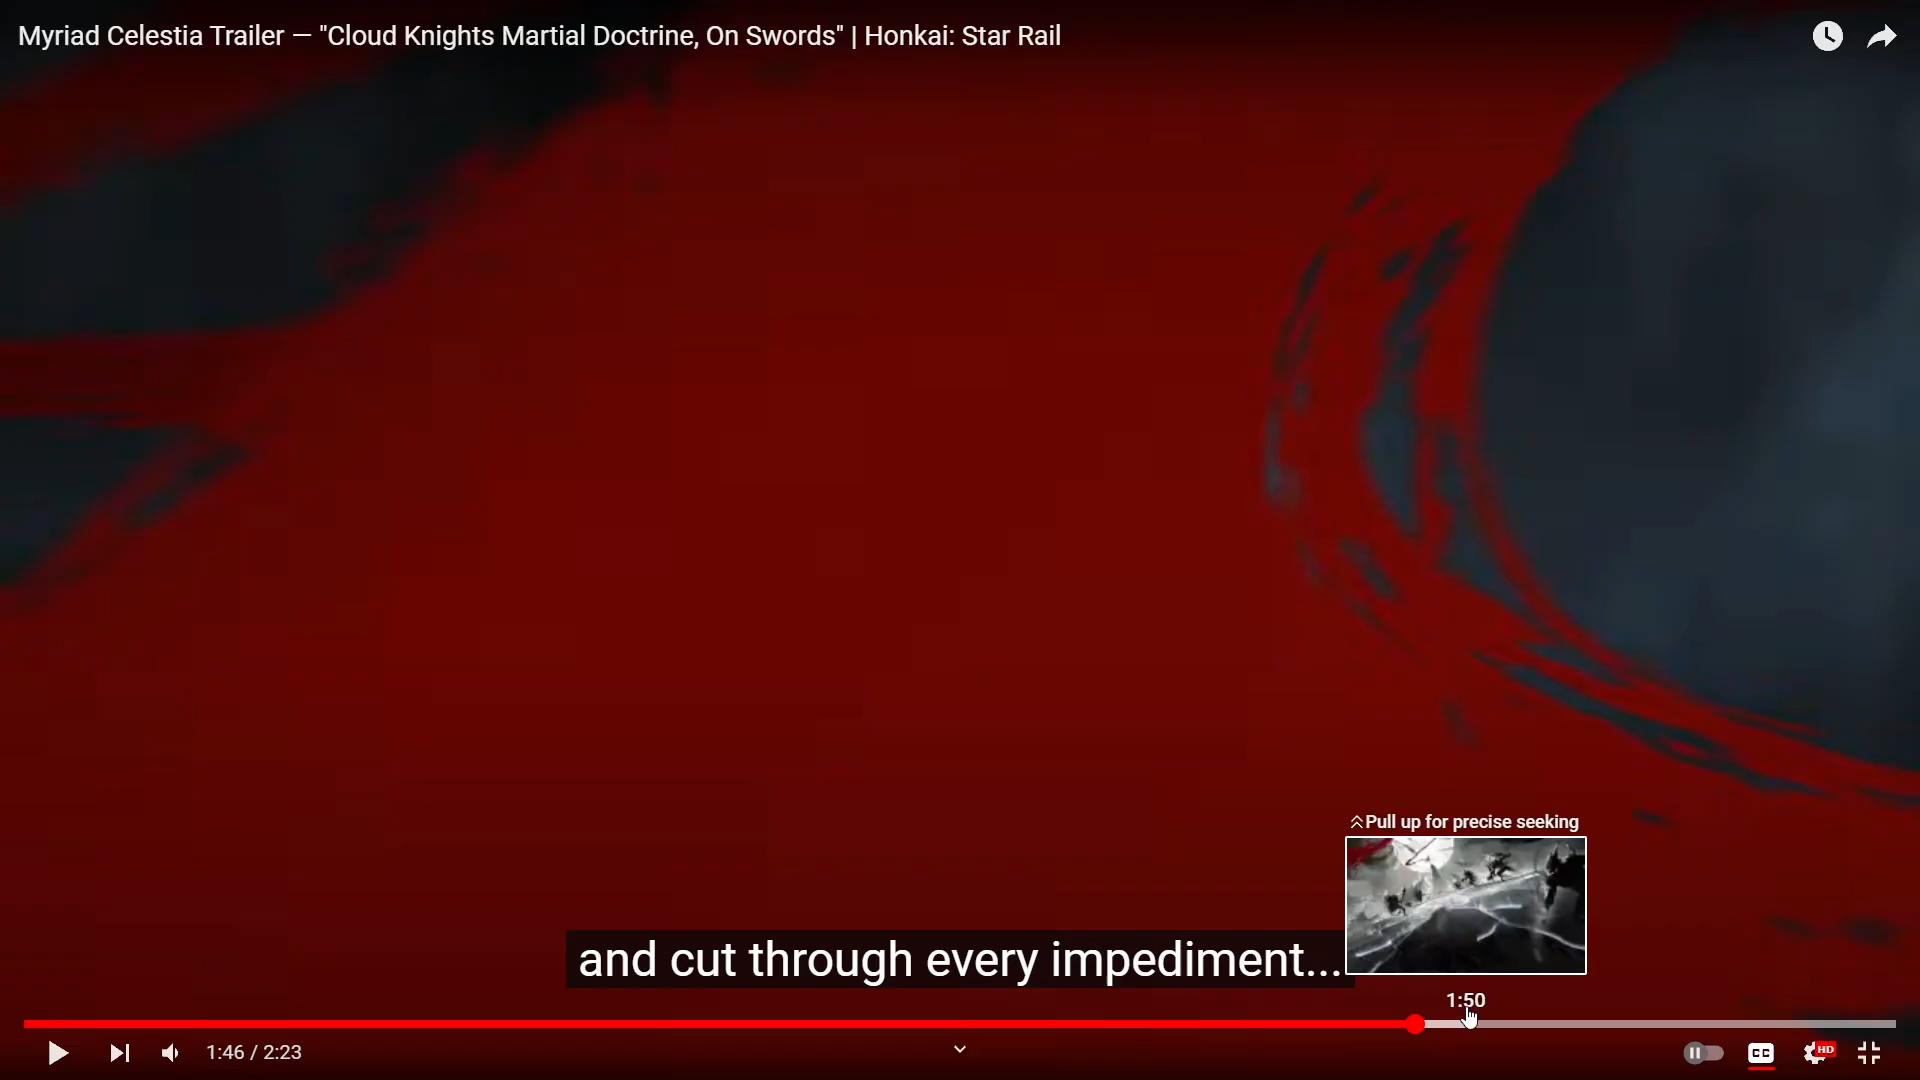 Myriad Celestia Trailer — "Cloud Knights Martial Doctrine, On Swords" | Honkai: Star Rail
Pull up for precise seeking
and cut through every impediment...
1:50
1:46 / 2:23
CC
HD